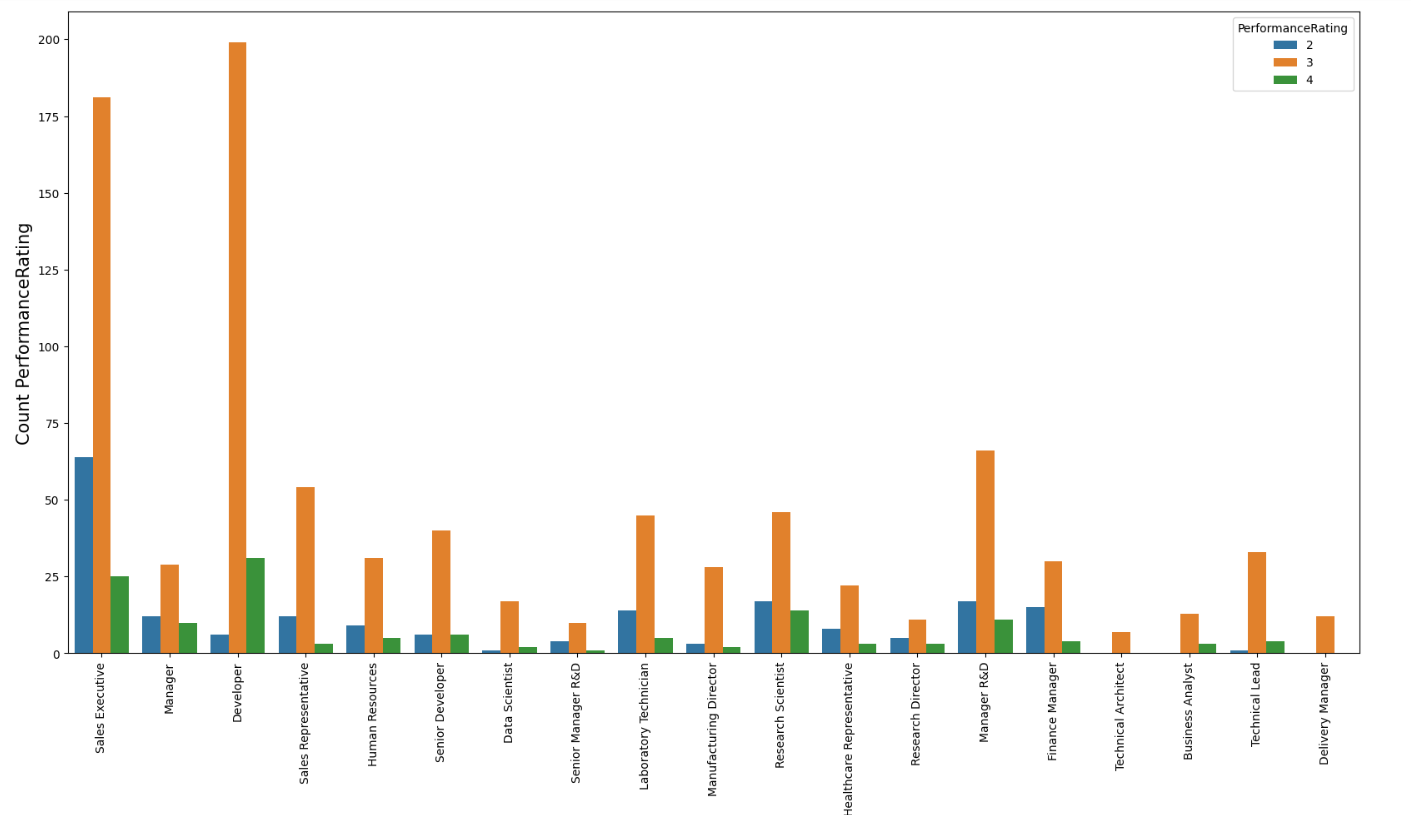 PerformanceRating
2
3
4
Count PerformanceRating
200
175
150
125
100
75
50
25
0
Sales Executive
Manager
Developer
Sales Representative
Human Resources
Senior Developer
Data Scientist
Senior Manager R&D
Laboratory Technician
Manufacturing Director
Research Scientist
Healthcare Representative
Research Director
Manager R&D
Finance Manager
Technical Architect
Business Analyst
Technical Lead
Delivery Manager